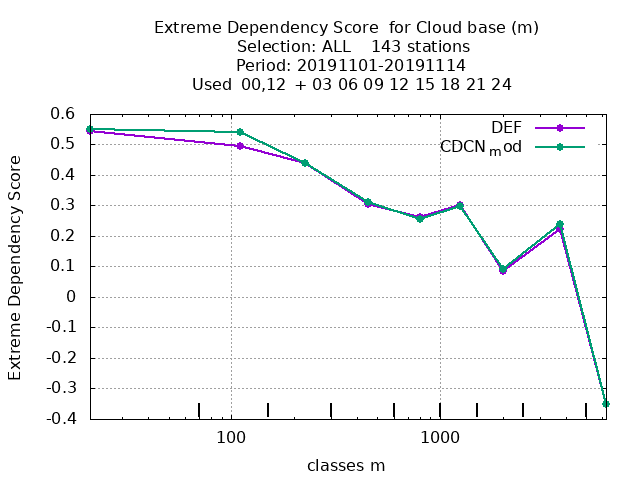 Extreme Dependency Score  for Cloud base (m)
Selection: ALL    143 stations
Period: 20191101-20191114
Used  00,12  + 03 06 09 12 15 18 21 24
DEF
CDCN_mod
0.6
0.5
0.4
0.3
0.2
0.1
0
-0.1
-0.2
-0.3
-0.4
Extreme Dependency Score
100 1000
classes m